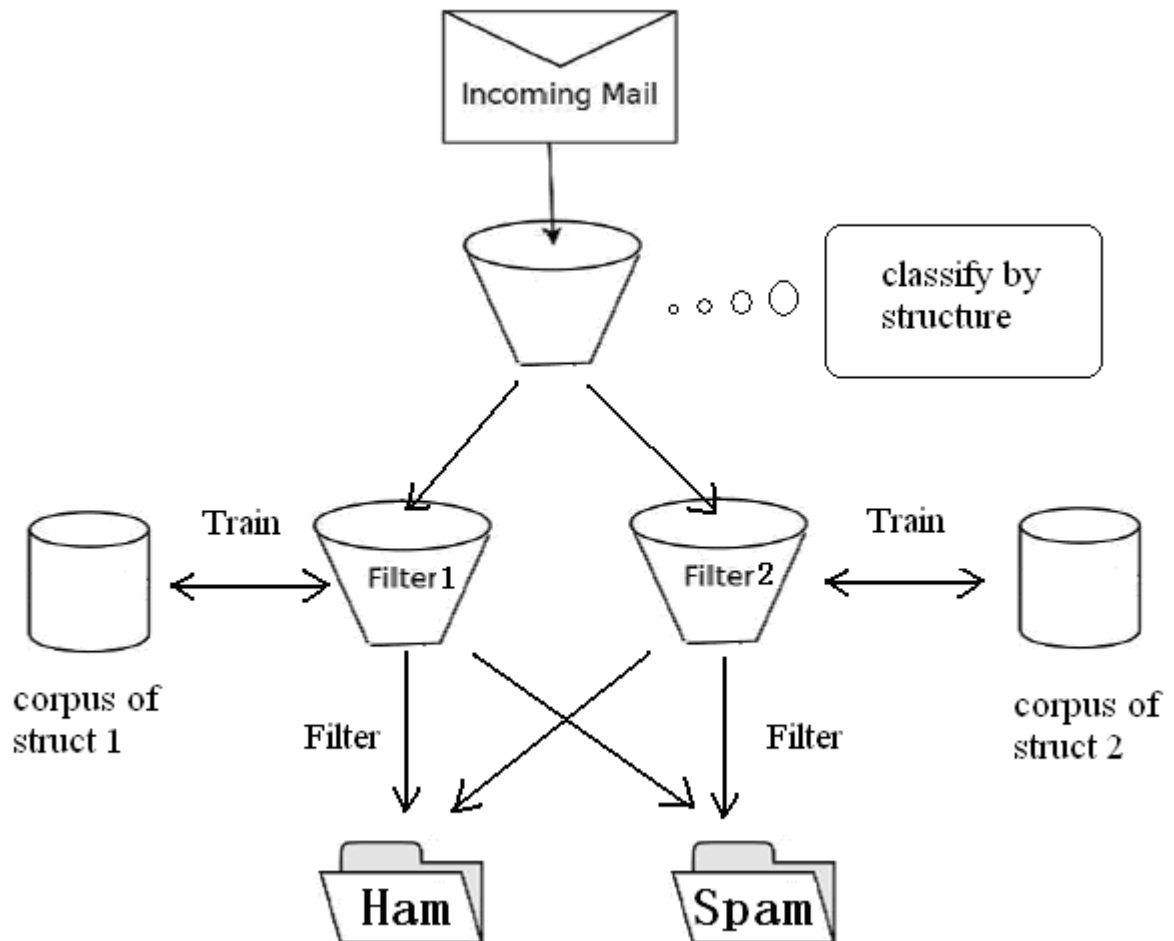 Incoming Mail
classify by
structure
Train
Train
Filter1
Filter2
corpus of
struct 1
corpus of
struct 2
Filter
Filter
Ham
Spam